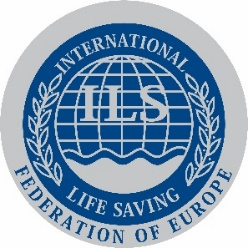 INTERNATIONAL
ILS
LIFE SAVING
FEDERATION OF EUROPE